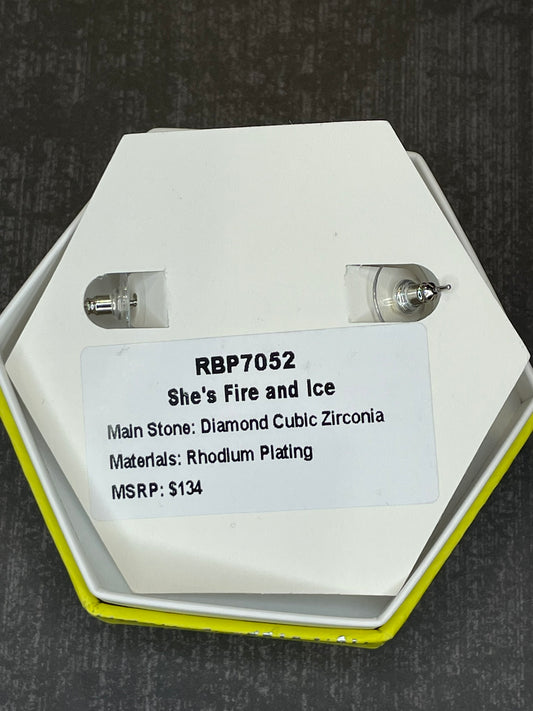 RBP7052
She's Fire and Ice
Main Stone: Diamond Cubic Zirconia
Materials: Rhodium Plating
MSRP: $134